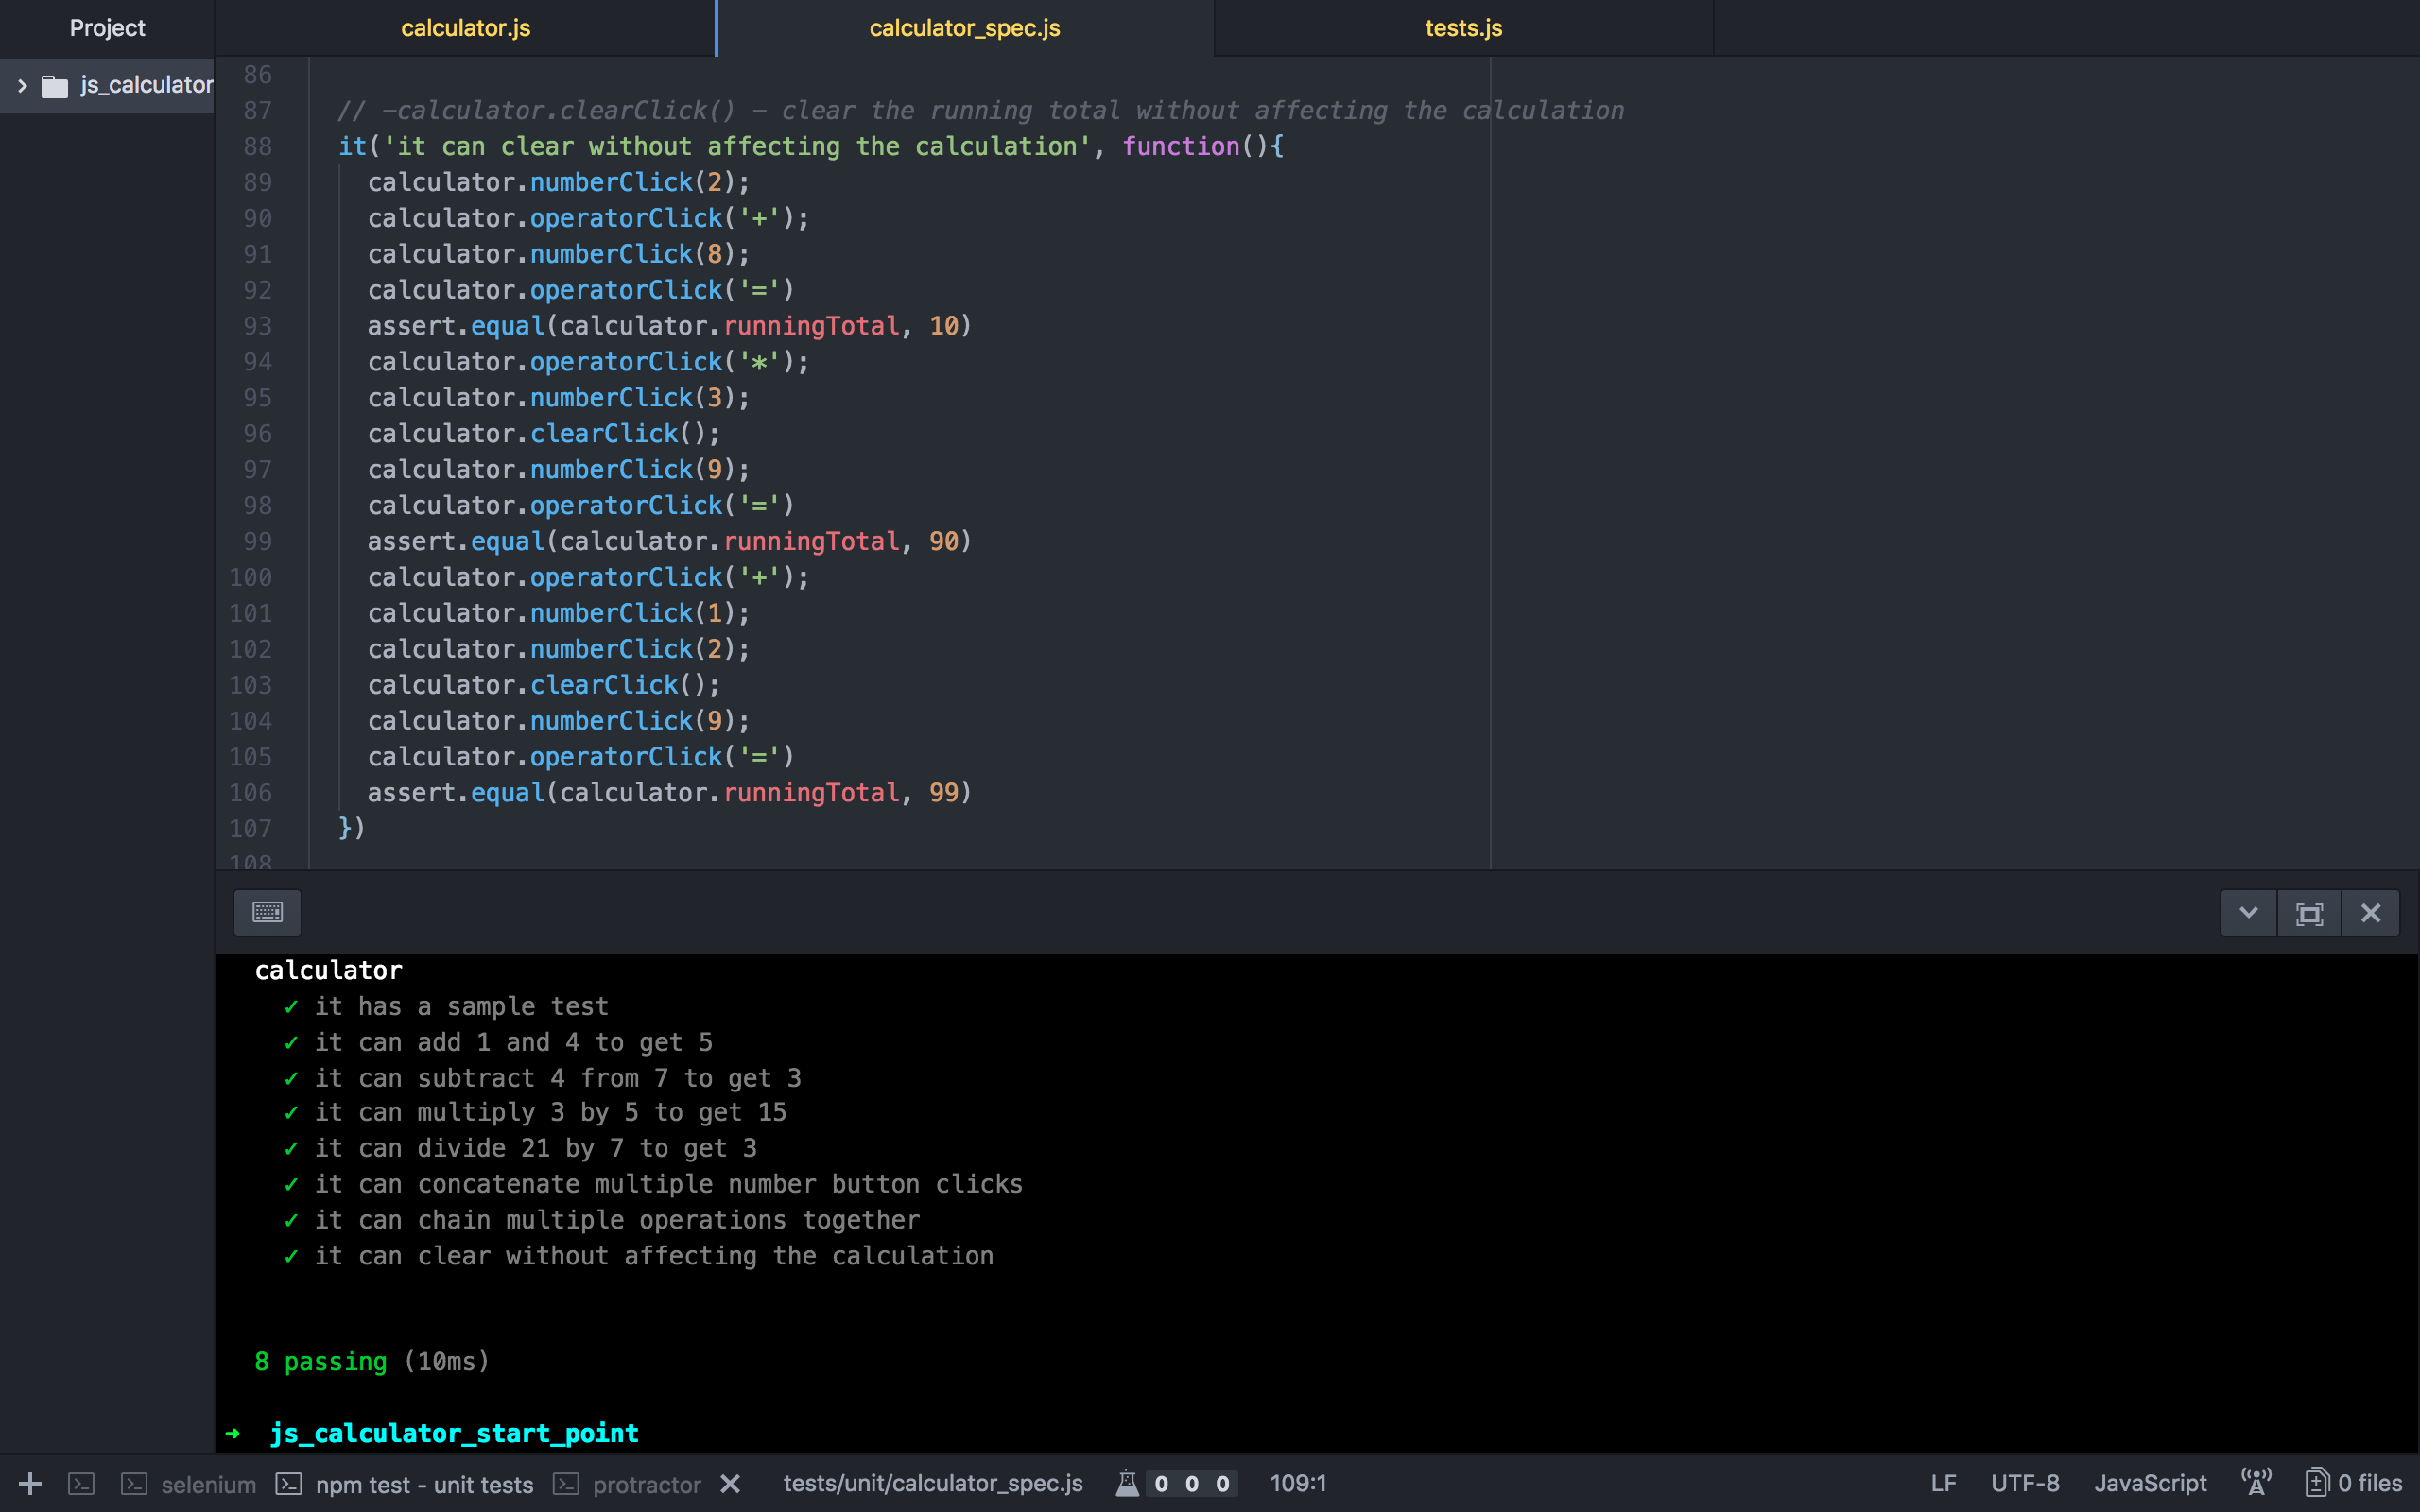 Project
calculator.js
calculator_spec.js
tests.js
js_calculator
86
87 // -calculator.clearClick() - clear the running total without affecting the calculation
88 it('it can clear without affecting the calculation', function(){
89 calculator.numberClick(2);
90 calculator.operatorClick('+');
91 calculator.numberClick(8);
92 calculator.operatorClick('=')
93 assert.equal(calculator.runningTotal, 10)
94 calculator.operatorClick('*');
95 calculator.numberClick(3);
96 calculator.clearClick();
97 calculator.numberClick(9);
98 calculator.operatorClick('=')
99 assert.equal(calculator.runningTotal, 90)
100 calculator.operatorClick('+');
101 calculator.numberClick(1);
102 calculator.numberClick(2);
103 calculator.clearClick();
104 calculator.numberClick(9);
105 calculator.operatorClick('=')
106 assert.equal(calculator.runningTotal, 99)
107 })
108
calculator
✓ it has a sample test
✓ it can add 1 and 4 to get 5
✓ it can subtract 4 from 7 to get 3
✓ it can multiply 3 by 5 to get 15
✓ it can divide 21 by 7 to get 3
✓ it can concatenate multiple number button clicks
✓ it can chain multiple operations together
✓ it can clear without affecting the calculation
8 passing (10ms)
➜ js_calculator_start_point
selenium npm test - unit tests protractor tests/unit/calculator_spec.js 0 0 0 109:1 LF UTF-8 JavaScript 0 files